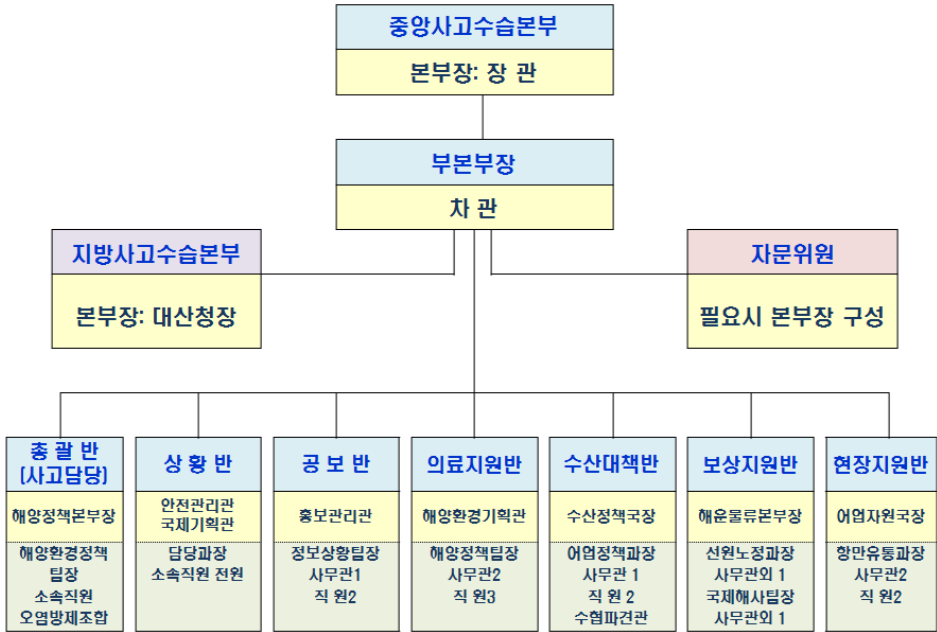 중앙사고수습본부
본부장: 장 관
부본부장
차 관
지방사고수습본부
본부장: 대산청장
자문위원
필요시 본부장 구성
총 괄 반
(사고담당)
해양정책본부장
해양환경정책
팀장
소속직원
오염방제조합
상 황 반
안전관리관
국제기획관
담당과장
소속직원 전원
공 보 반
홍보관리관
정보상황팀장
사무관1
직 원2
의료지원반
해양환경기획관
해양정책팀장
사무관2
직 원3
수산대책반
수산정책국장
어업정책과장
사무관 1
직 원 2
수협파견관
보상지원반
해운물류본부장
선원노정과장
사무관외 1
국제해사팀장
사무관외 1
현장지원반
어업자원국장
항만유통과장
사무관2
직 원2